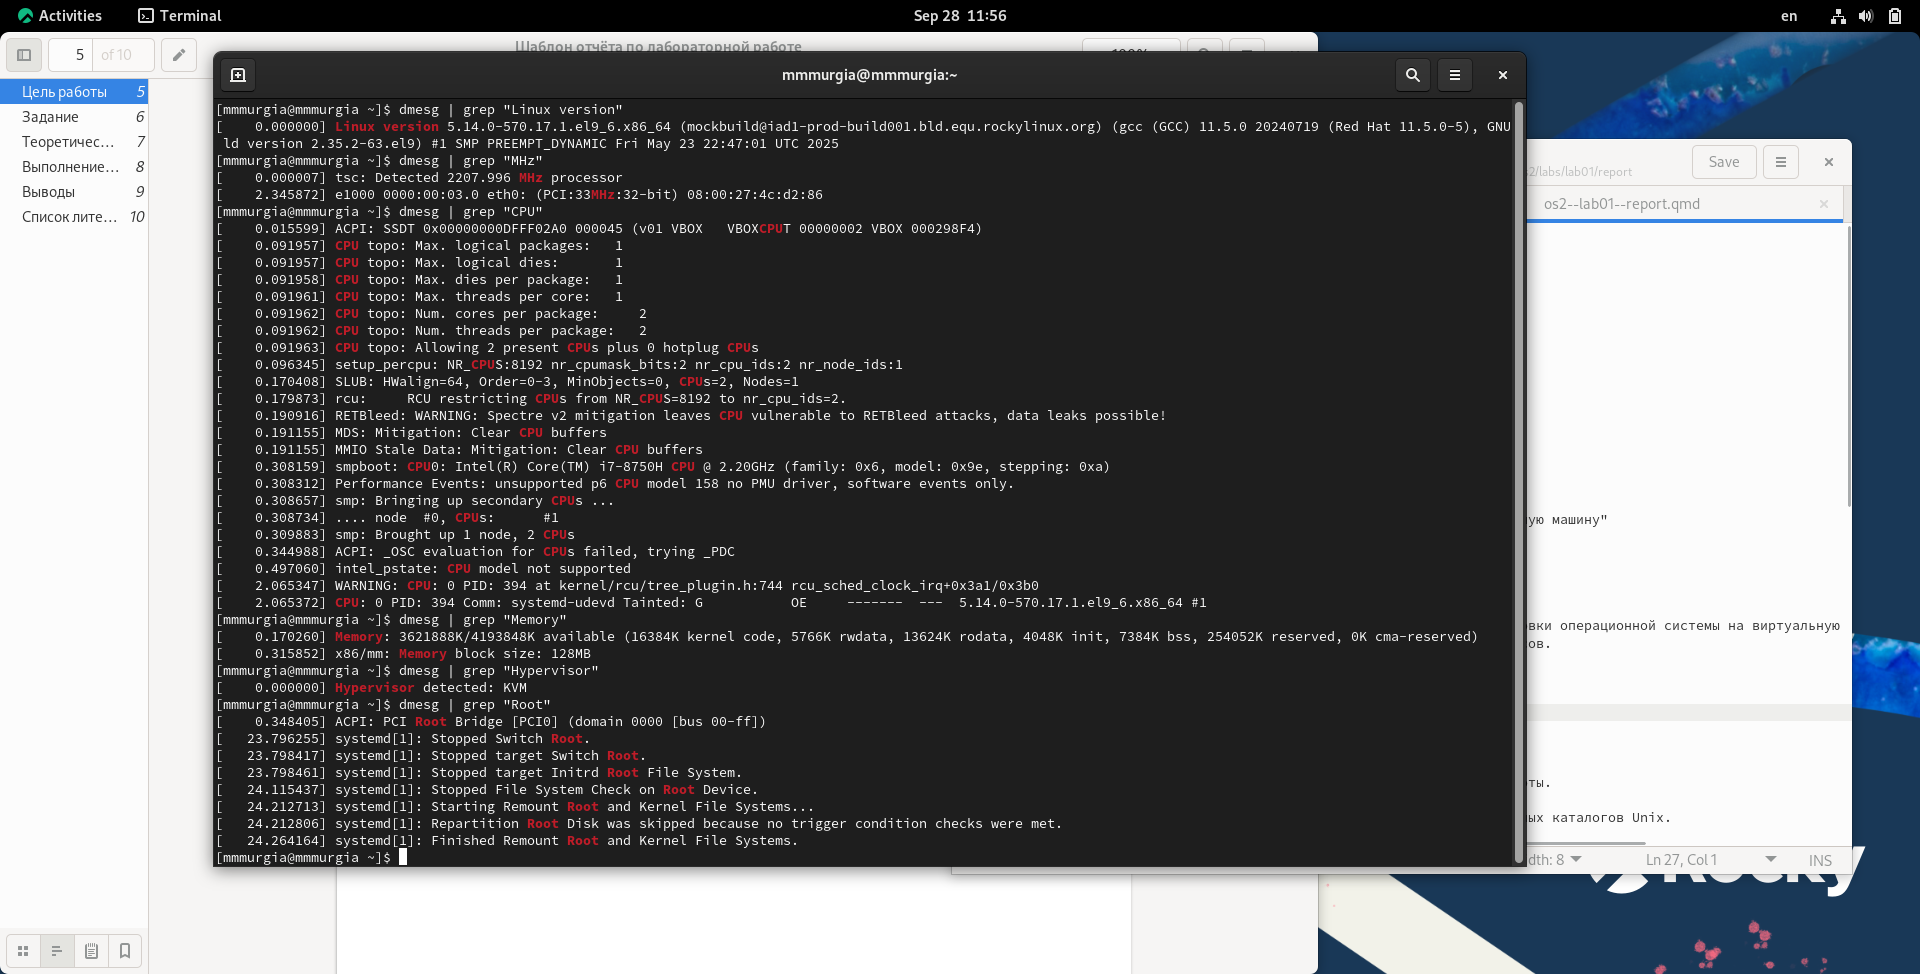 Activities
Terminal
Sep 28 11:56
en
5 of 10
Шаблон отчёта по лабораторной работе
Цель работы 5
Задание 6
Теоретичес… 7
Выполнение… 8
Выводы 9
Список лите… 10
mmmurgia@mmmurgia:~
[mmmurgia@mmmurgia ~]$ dmesg | grep "Linux version"
[    0.000000] Linux version 5.14.0-570.17.1.el9_6.x86_64 (mockbuild@iad1-prod-build001.bld.equ.rockylinux.org) (gcc (GCC) 11.5.0 20240719 (Red Hat 11.5.0-5), GNU
ld version 2.35.2-63.el9) #1 SMP PREEMPT_DYNAMIC Fri May 23 22:47:01 UTC 2025
[mmmurgia@mmmurgia ~]$ dmesg | grep "MHz"
[    0.000007] tsc: Detected 2207.996 MHz processor
[    2.345872] e1000 0000:00:03.0 eth0: (PCI:33MHz:32-bit) 08:00:27:4c:d2:86
[mmmurgia@mmmurgia ~]$ dmesg | grep "CPU"
[    0.015599] ACPI: SSDT 0x00000000DFFF02A0 000045 (v01 VBOX   VBOXCPUT 00000002 VBOX 000298F4)
[    0.091957] CPU topo: Max. logical packages:   1
[    0.091957] CPU topo: Max. logical dies:       1
[    0.091958] CPU topo: Max. dies per package:   1
[    0.091961] CPU topo: Max. threads per core:   1
[    0.091962] CPU topo: Num. cores per package:     2
[    0.091962] CPU topo: Num. threads per package:   2
[    0.091963] CPU topo: Allowing 2 present CPUs plus 0 hotplug CPUs
[    0.096345] setup_percpu: NR_CPUS:8192 nr_cpumask_bits:2 nr_cpu_ids:2 nr_node_ids:1
[    0.170408] SLUB: HWalign=64, Order=0-3, MinObjects=0, CPUs=2, Nodes=1
[    0.179873] rcu:     RCU restricting CPUs from NR_CPUS=8192 to nr_cpu_ids=2.
[    0.190916] RETBleed: WARNING: Spectre v2 mitigation leaves CPU vulnerable to RETBleed attacks, data leaks possible!
[    0.191155] MDS: Mitigation: Clear CPU buffers
[    0.191155] MMIO Stale Data: Mitigation: Clear CPU buffers
[    0.308159] smpboot: CPU0: Intel(R) Core(TM) i7-8750H CPU @ 2.20GHz (family: 0x6, model: 0x9e, stepping: 0xa)
[    0.308312] Performance Events: unsupported p6 CPU model 158 no PMU driver, software events only.
[    0.308657] smp: Bringing up secondary CPUs ...
[    0.308734] .... node  #0, CPUs:      #1
[    0.309883] smp: Brought up 1 node, 2 CPUs
[    0.344988] ACPI: _OSC evaluation for CPUs failed, trying _PDC
[    0.497060] intel_pstate: CPU model not supported
[    2.065347] WARNING: CPU: 0 PID: 394 at kernel/rcu/tree_plugin.h:744 rcu_sched_clock_irq+0x3a1/0x3b0
[    2.065372] CPU: 0 PID: 394 Comm: systemd-udevd Tainted: G           OE     -------  ---  5.14.0-570.17.1.el9_6.x86_64 #1
[mmmurgia@mmmurgia ~]$ dmesg | grep "Memory"
[    0.170260] Memory: 3621888K/4193848K available (16384K kernel code, 5766K rwdata, 13624K rodata, 4048K init, 7384K bss, 254052K reserved, 0K cma-reserved)
[    0.315852] x86/mm: Memory block size: 128MB
[mmmurgia@mmmurgia ~]$ dmesg | grep "Hypervisor"
[    0.000000] Hypervisor detected: KVM
[mmmurgia@mmmurgia ~]$ dmesg | grep "Root"
[    0.348405] ACPI: PCI Root Bridge [PCI0] (domain 0000 [bus 00-ff])
[   23.796255] systemd[1]: Stopped Switch Root.
[   23.798417] systemd[1]: Stopped target Switch Root.
[   23.798461] systemd[1]: Stopped target Initrd Root File System.
[   24.115437] systemd[1]: Stopped File System Check on Root Device.
[   24.212713] systemd[1]: Starting Remount Root and Kernel File Systems...
[   24.212806] systemd[1]: Repartition Root Disk was skipped because no trigger condition checks were met.
[   24.264164] systemd[1]: Finished Remount Root and Kernel File Systems.
[mmmurgia@mmmurgia ~]$
/labs/lab01/report
Save
os2--lab01--report.qmd
ую машину"
вки операционной системы на виртуальную
ов.
ты.
ых каталогов Unix.
dth: 8
Ln 27, Col 1
INS